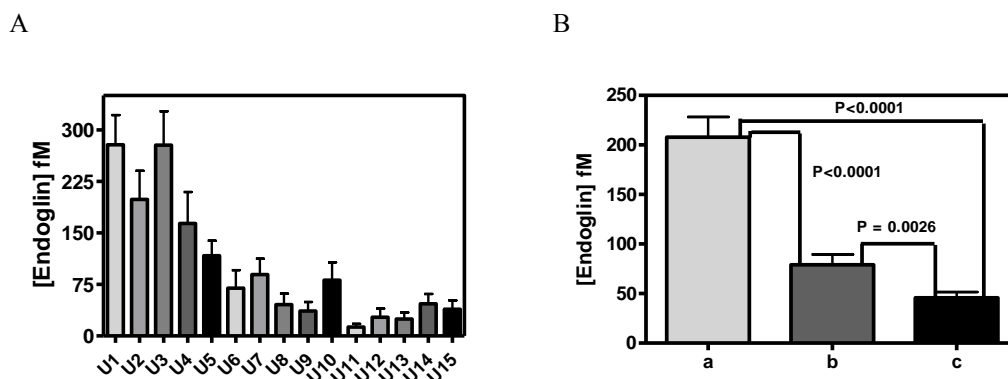 A
B
[Endoglin] fM
300
225
150
75
0
U1 U2 U3 U4 U5 U6 U7 U8 U9 U10 U11 U12 U13 U14 U15
[Endoglin] fM
250
200
150
100
50
0
P<0.0001
P<0.0001
P = 0.0026
a b c